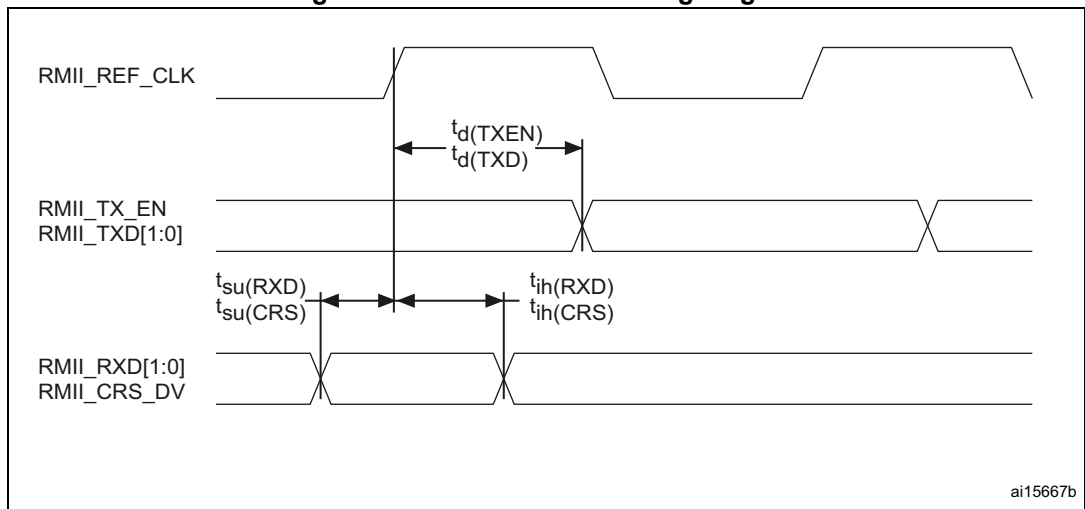 RMII_REF_CLK
td(TXEN)
td(TXD)
RMII_TX_EN
RMII_TXD[1:0]
tsu(RXD)
tsu(CRS)
tih(RXD)
tih(CRS)
RMII_RXD[1:0]
RMII_CRS_DV
ai15667b